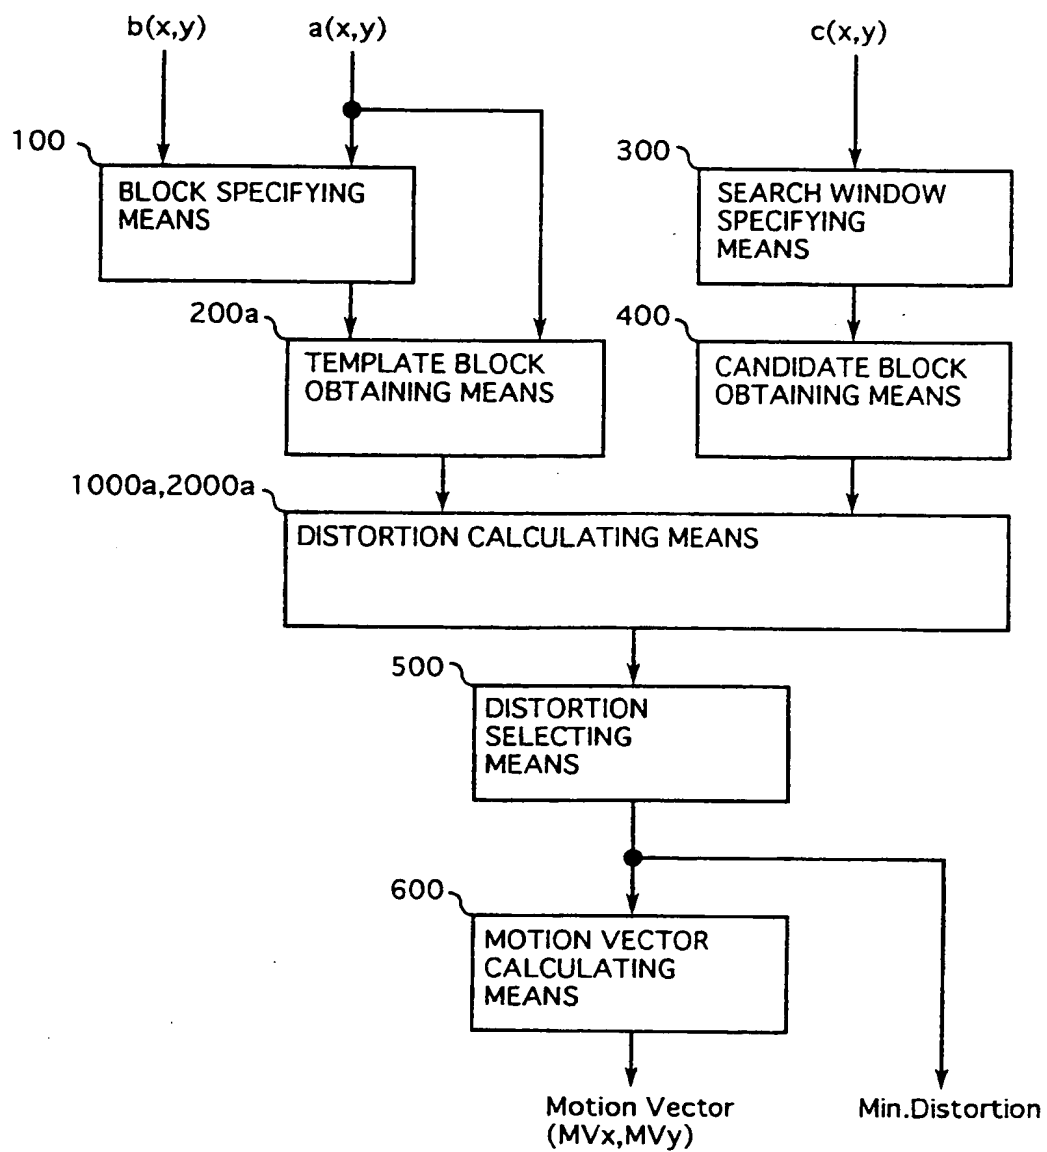 b(x,y)
a(x,y)
c(x,y)
100
BLOCK SPECIFYING
MEANS
300
SEARCH WINDOW
SPECIFYING
MEANS
200a
TEMPLATE BLOCK
OBTAINING MEANS
400
CANDIDATE BLOCK
OBTAINING MEANS
1000a,2000a
DISTORTION CALCULATING MEANS
500
DISTORTION
SELECTING
MEANS
600
MOTION VECTOR
CALCULATING
MEANS
Motion Vector
(MVx,MVy)
Min.Distortion